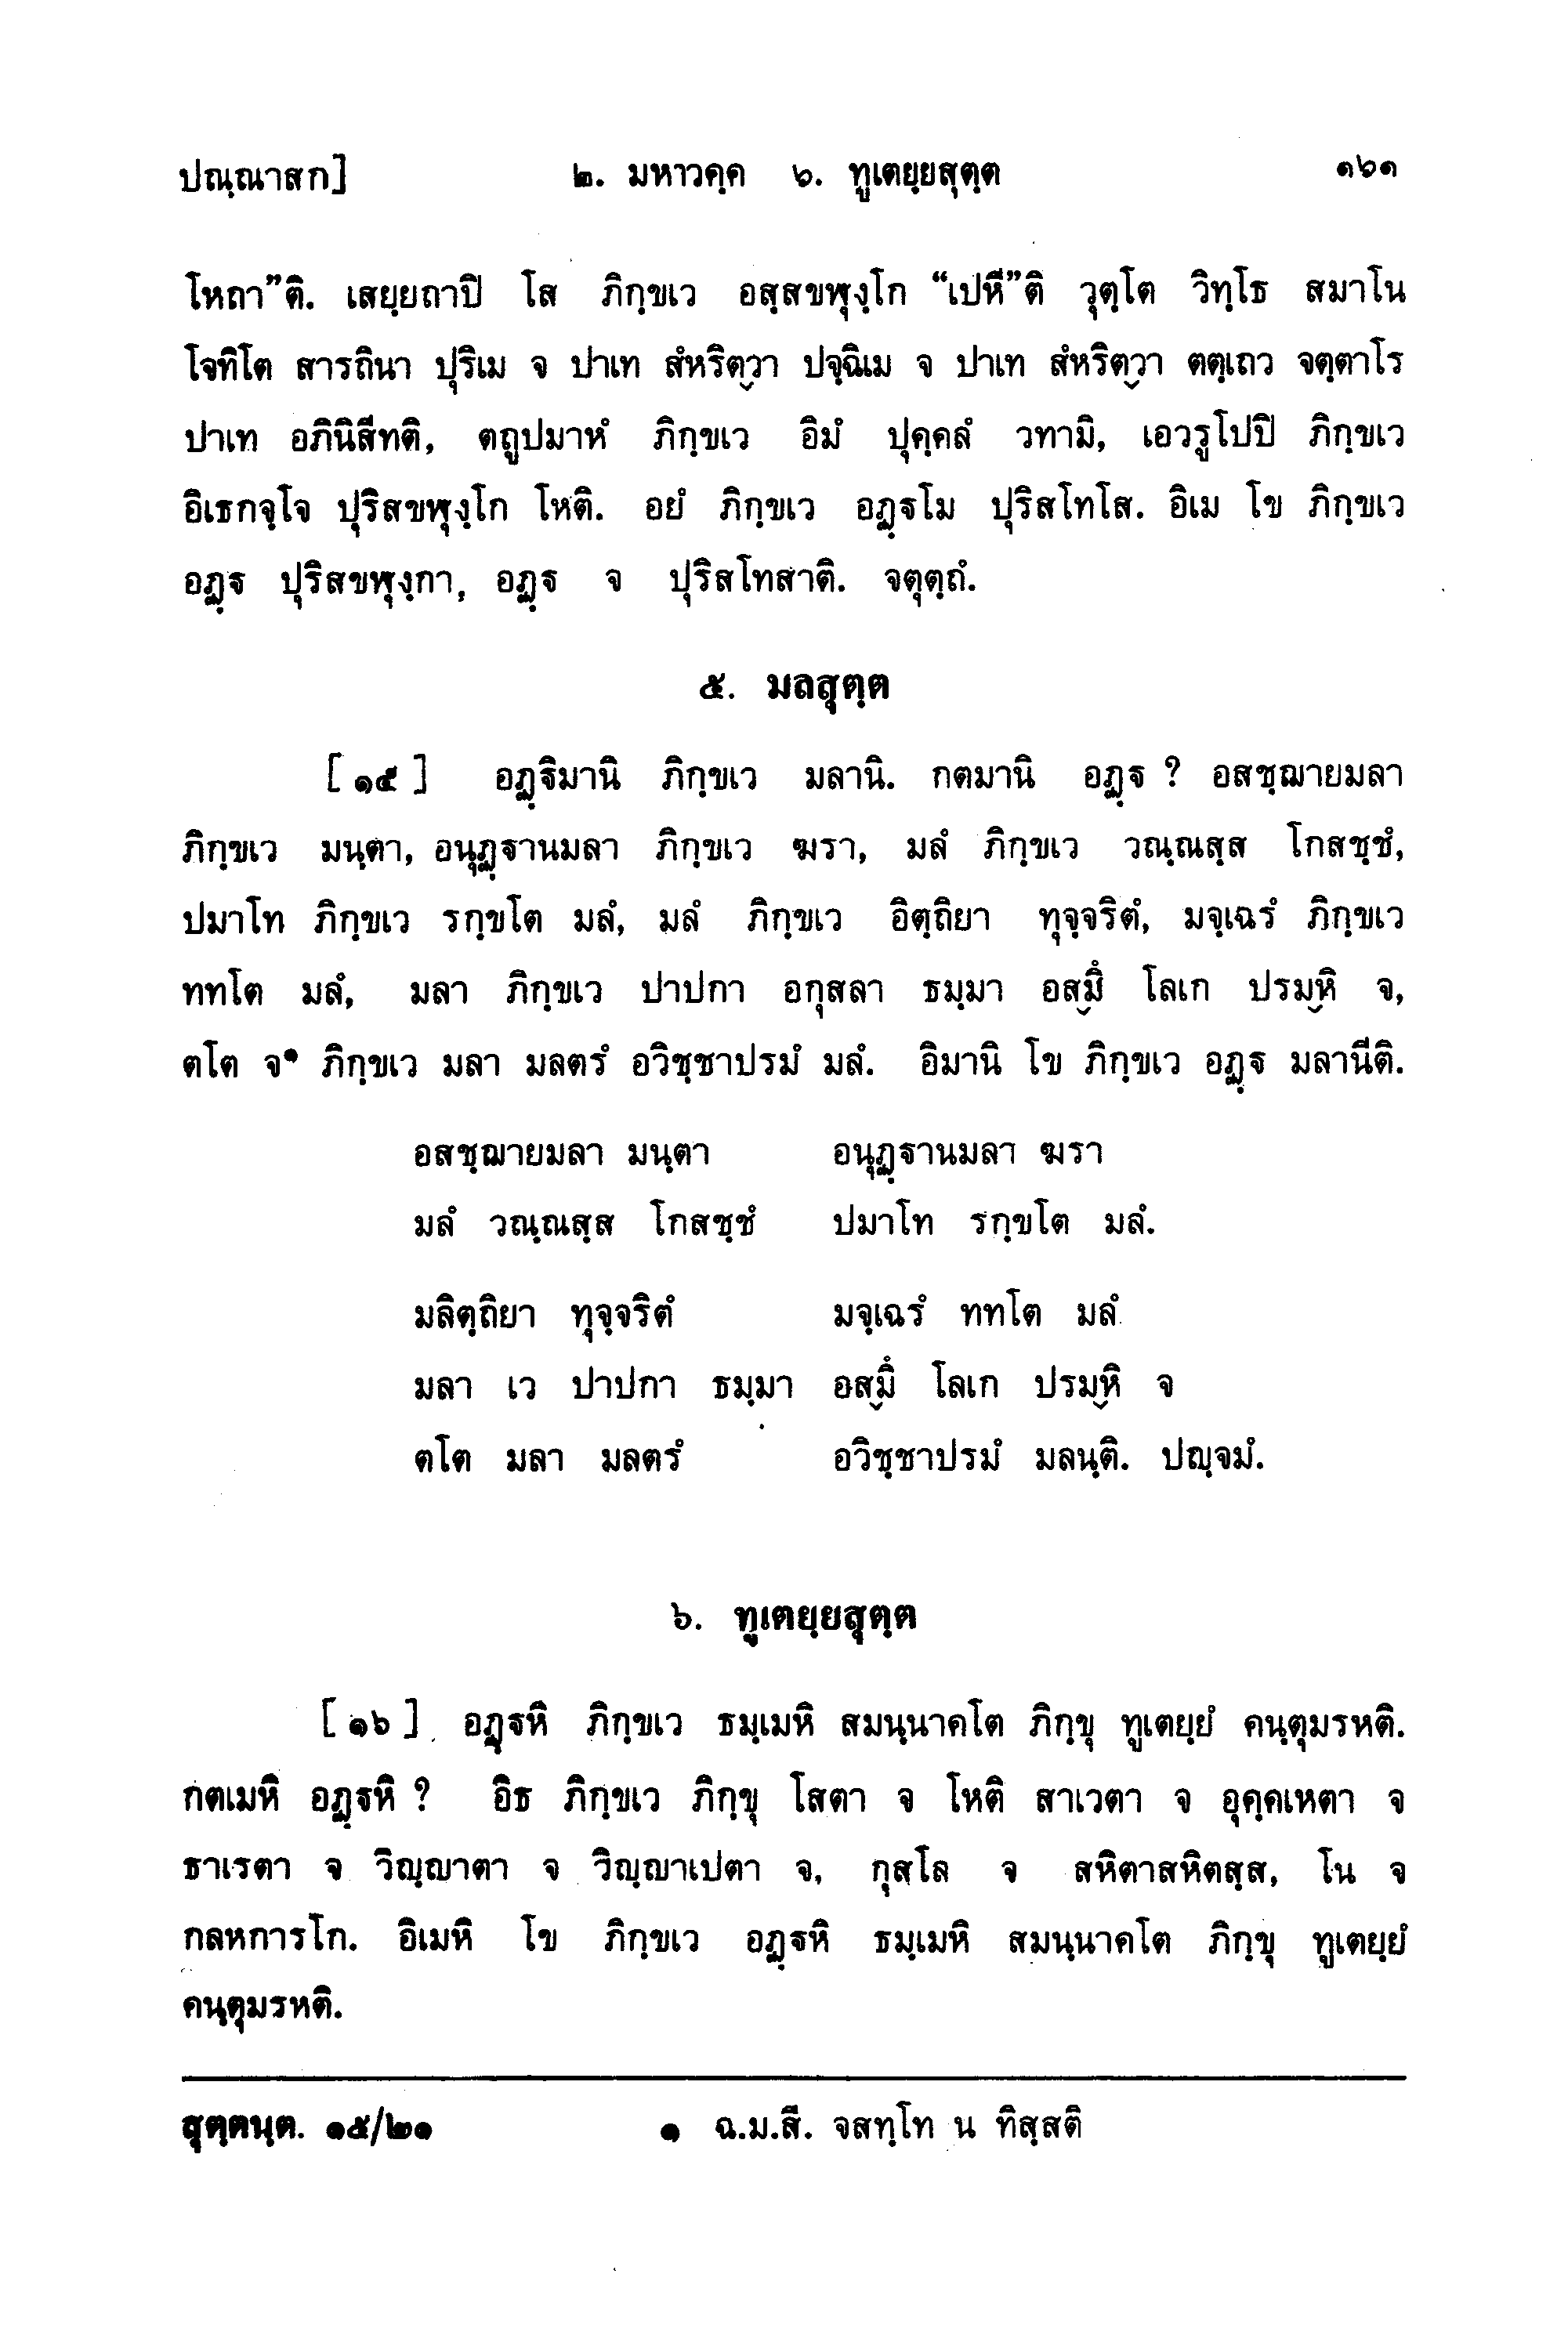 ปณฺณาสก] ๒. มหาวคฺค ๖. ทูเตยฺยสุตฺต ๑๖๑
โหถา”ติ. เสยฺยถาปิ โส ภิกฺขเว อสฺสขฬุงฺโก “เปหี”ติ วุตฺโต วิทฺโธ สมาโน
โจทิโต สารถินา ปุริเม จ ปาเท สํหริตฺวา ปจฺฉิเม จ ปาเท สํหริตฺวา ตตฺเถว จตฺตาโร
ปาเท อภินิสีทติ, ตถูปมาหํ ภิกฺขเว อิมํ ปุคฺคลํ วทามิ, เอวรูโปปิ ภิกฺขเว
อิเธกจฺโจ ปุริสขฬุงฺโก โหติ. อยํ ภิกฺขเว อฏฺฐโม ปุริสโทโส. อิเม โข ภิกฺขเว
อฏฺฐ ปุริสขฬุงฺกา, อฏฺฐ จ ปุริสโทสาติ. จตุตฺถํ.
๕. มลสุตฺต
[๑๕] อฏฺฐิมานิ ภิกฺขเว มลานิ. กตมานิ อฏฺฐ ? อสชฺฌายมลา
ภิกฺขเว มนฺตา, อนุฏฺฐานมลา ภิกฺขเว ฆรา, มลํ ภิกฺขเว วณฺณสฺส โกสชฺชํ,
ปมาโท ภิกฺขเว รกฺขโต มลํ, มลํ ภิกฺขเว อิตฺถิยา ทุจฺจริตํ, มจฺเฉรํ ภิกฺขเว
ททโต มลํ, มลา ภิกฺขเว ปาปกา อกุสลา ธมฺมา อสฺมึ โลเก ปรมฺหิ จ,
ตโต จ๑ ภิกฺขเว มลา มลตรํ อวิชฺชาปรมํ มลํ. อิมานิ โข ภิกฺขเว อฏฺฐ มลานีติ.
อสชฺฌายมลา มนฺตา อนุฏฺฐานมลา ฆรา
มลํ วณฺณสฺส โกสชฺชํ ปมาโท รกฺขโต มลํ.
มลิตฺถิยา ทุจฺจริตํ มจฺเฉรํ ททโต มลํ
มลา เว ปาปกา ธมฺมา อสฺมึ โลเก ปรมฺหิ จ
ตโต มลา มลตรํ อวิชฺชาปรมํ มลนฺติ. ปญฺจมํ.
๖. ทูเตยฺยสุตฺต
[๑๖] อฏฺฐหิ ภิกฺขเว ธมฺเมหิ สมนฺนาคโต ภิกฺขุ ทูเตยฺยํ คนฺตุมรหติ.
กตเมหิ อฏฺฐหิ ? อิธ ภิกฺขเว ภิกฺขุ โสตา จ โหติ สาเวตา จ อุคฺคเหตา จ
ธาเรตา จ วิญฺญาตา จ วิญฺญาเปตา จ, กุสโล จ สหิตาสหิตสฺส, โน จ
กลหการโก. อิเมหิ โข ภิกฺขเว อฏฺฐหิ ธมฺเมหิ สมนฺนาคโต ภิกฺขุ ทูเตยฺยํ
คนฺตุมรหติ.
สุตฺตนฺต. ๑๕/๒๑ ๑ ฉ.ม.สี. จสทฺโท น ทิสฺสติ